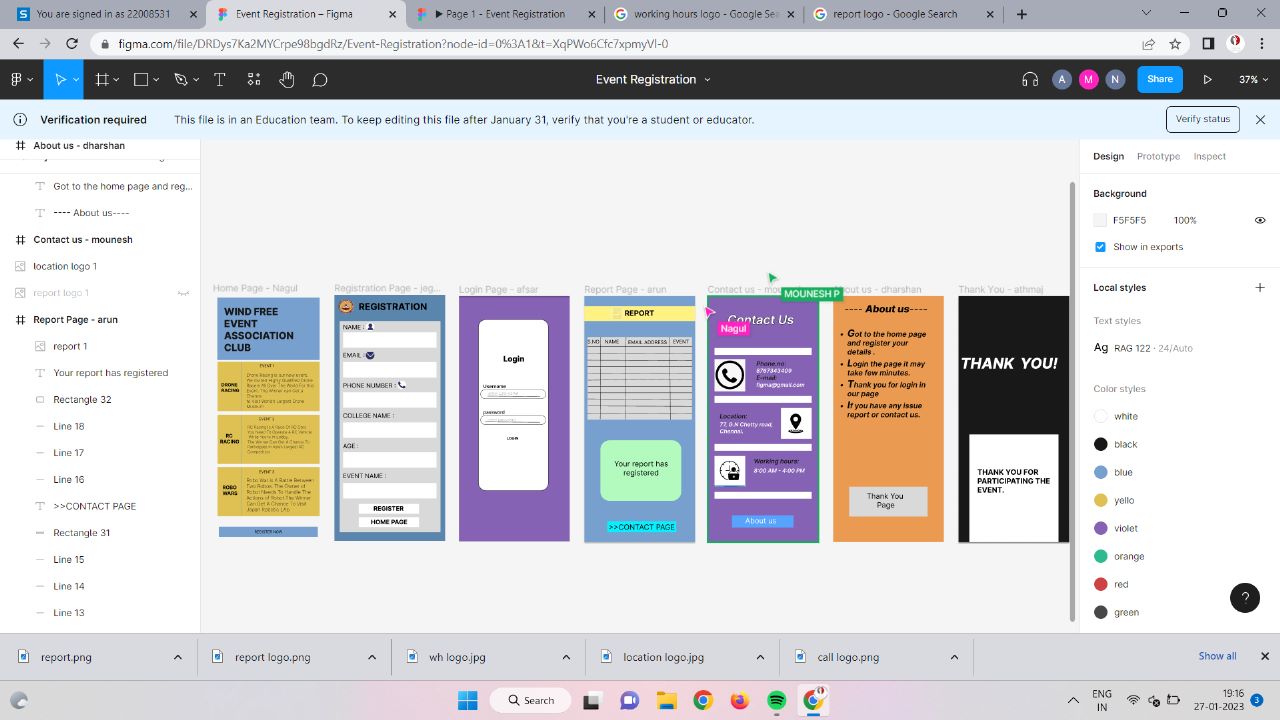 You are signed in as 22008511
Figma
Page 1 - Event Registration
working hours logo - Google Sea
report logo - Google Search
figma.com/file/DRDys7Ka2MYCrpe98bgdRz/Event-Registration?node-id=0%3A1&t=XqPWo6Cfc7xpmyVI-0
Event Registration
A
M
N
Share
37%
Verification required
This file is in an Education team. To keep editing this file after January 31, verify that you're a student or educator.
Verify status
About us - dharshan
Got to the home page and reg...
---- About us----
Contact us - mounesh
location logo 1
report logo 1
Report Page - arun
report 1
Your report has registered
Rectangle 32
Line 18
Line 17
Line 16
>>CONTACT PAGE
Rectangle 31
Line 15
Line 14
Line 13
Home Page - Nagul
WIND FREE
EVENT
ASSOCIATION
CLUB
EVENT 1
DRONE
RACING
RC
RACING
ROBO
WARS
REGISTER NOW
Registration Page - jeg...
REGISTRATION
NAME :
EMAIL :
PHONE NUMBER :
COLLEGE NAME :
AGE :
EVENT NAME :
REGISTER
HOME PAGE
Login Page - afsar
Login
Username
password
LOGIN
Report Page - arun
REPORT
S.NO NAME EMAIL ADDRESS EVENT
Your report has
registered
>>CONTACT PAGE
Contact us - mou
MOUNESH P
Contact Us
Nagul
Phone.no:
8767343409
E-mail:
figma@gmail.com
Location:
77, G.N Chetty road,
Chennai,
Working hours:
8:00 AM - 4:00 PM
About us
out us - dharshan
---- About us----
• Got to the home page
and register your
details .
• Login the page it may
take few minutes.
• Thank you for login in
our page
• If you have any issue
report or contact us.
Thank You
Page
Thank You - athmaj
THANK YOU!
THANK YOU FOR
PARTICIPATING THE
EVENT.
Design
Prototype
Inspect
Background
F5F5F5
100%
Show in exports
Local styles
Text styles
Ag RAG 122 · 24/Auto
Color styles
white
black
blue
yello
violet
orange
red
green
?
report.png
report logo.png
wh logo.jpg
location logo.jpg
call logo.png
Show all
Search
ENG
IN
19:16
27-01-2023
3